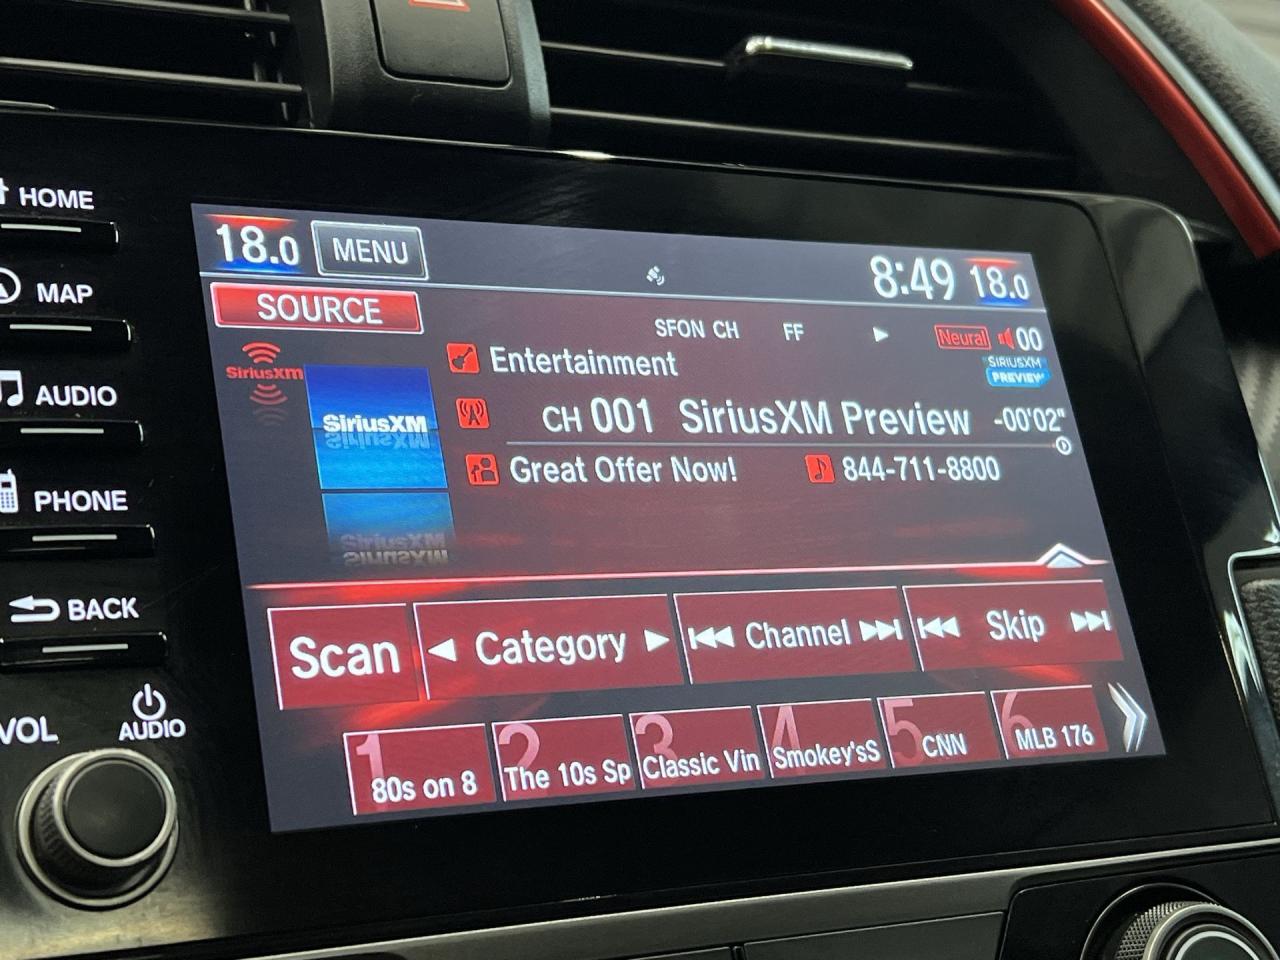 HOME
MAP
AUDIO
PHONE
BACK
VOL
AUDIO
18.0 MENU 8:49 18.0
SOURCE
SFON CH FF Neural 00
SiriusXM
Entertainment
SIRIUSXM
PREVIEW
SiriusXM
CH 001 SiriusXM Preview -00'02"
Great Offer Now! 844-711-8800
SiriusXM
Scan Category Channel Skip
1 80s on 8
2 The 10s Sp
3 Classic Vin
4 Smokey'sS
5 CNN
6 MLB 176